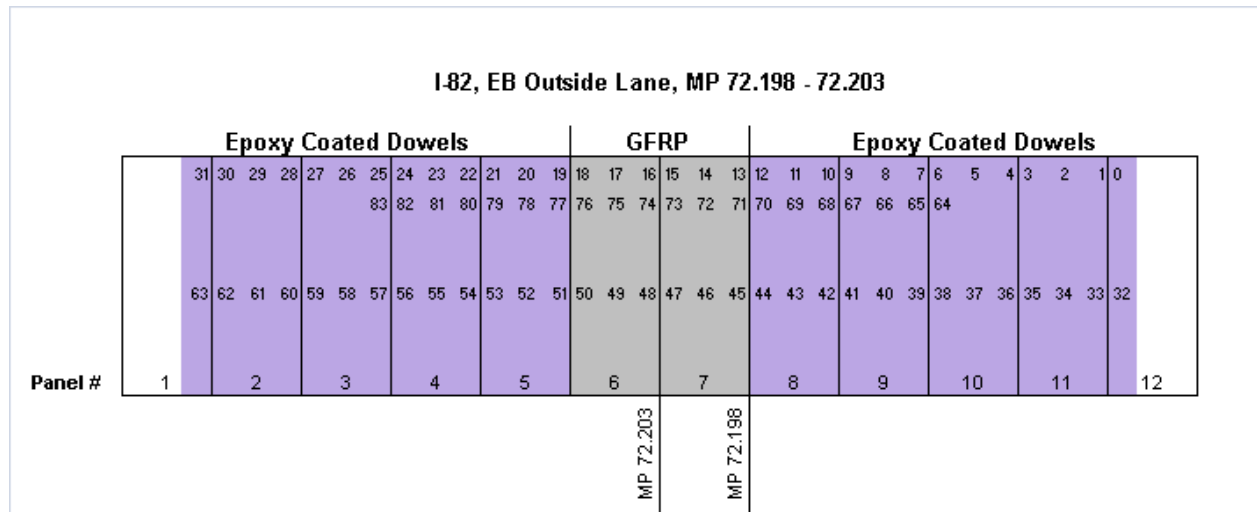 I-82, EB Outside Lane, MP 72.198 - 72.203
Epoxy Coated Dowels GFRP Epoxy Coated Dowels
31 30 29 28 27 26 25 24 23 22 21 20 19 18 17 16 15 14 13 12 11 10 9 8 7 6 5 4 3 2 1 0
83 82 81 80 79 78 77 76 75 74 73 72 71 70 69 68 67 66 65 64
63 62 61 60 59 58 57 56 55 54 53 52 51 50 49 48 47 46 45 44 43 42 41 40 39 38 37 36 35 34 33 32
Panel # 1 2 3 4 5 6 7 8 9 10 11 12
MP 72.203
MP 72.198